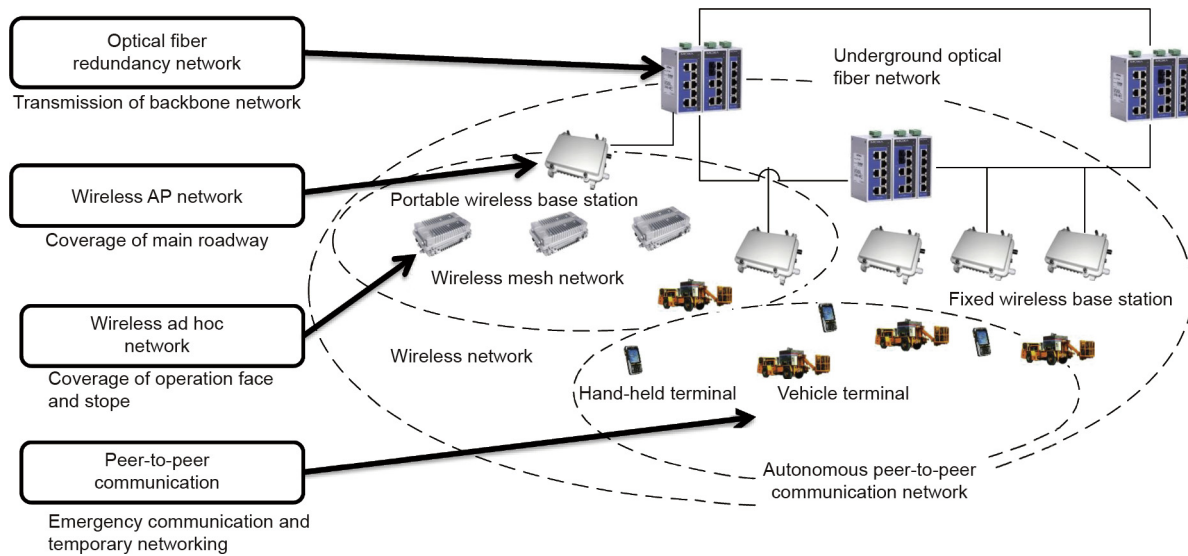 Optical fiber
redundancy network
Transmission of backbone network
Wireless AP network
Coverage of main roadway
Wireless ad hoc
network
Coverage of operation face
and stope
Peer-to-peer
communication
Emergency communication and
temporary networking
Underground optical
fiber network
Portable wireless base station
Wireless mesh network
Fixed wireless base station
Wireless network
Hand-held terminal
Vehicle terminal
Autonomous peer-to-peer
communication network